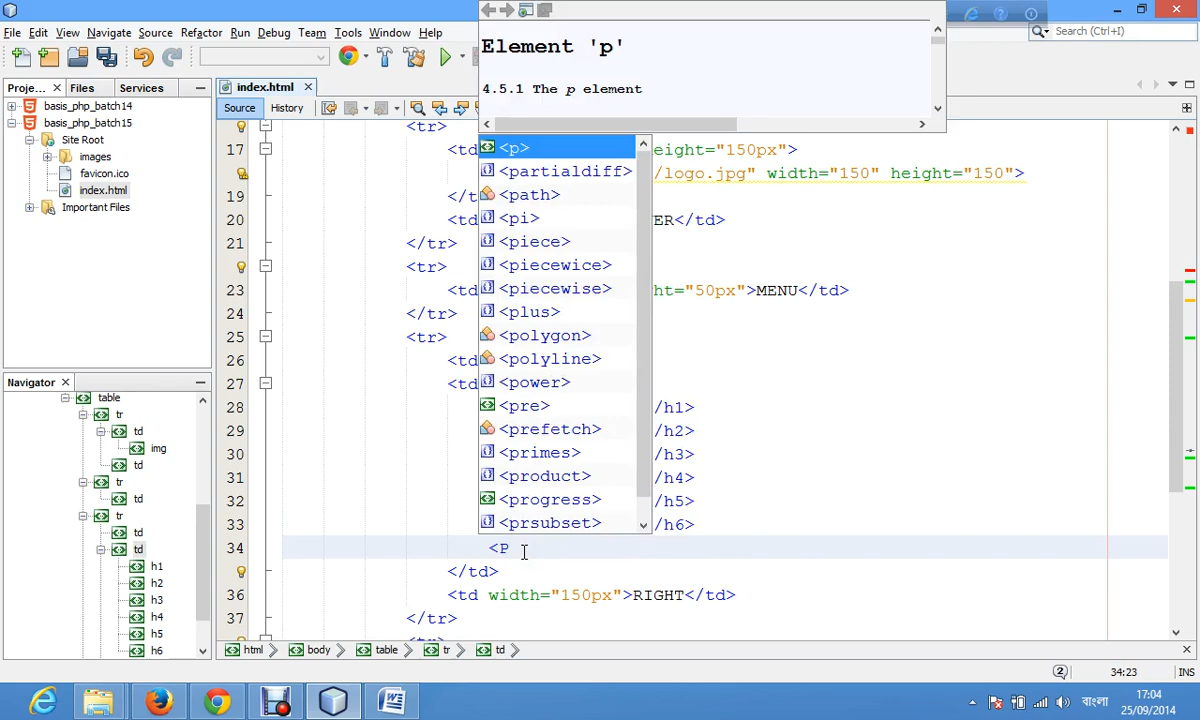 Element 'p'
4.5.1 The p element
File Edit View Navigate Source Refactor Run Debug Team Tools Window Help
Search (Ctrl+I)
Proje... Files Services
index.html
Source History
basis_php_batch14
basis_php_batch15
Site Root
images
favicon.ico
index.html
Important Files
<tr>
17 <td eight="150px">
/logo.jpg" width="150" height="150">
19 </t
20 <td ER</td>
21 </tr>
<tr>
23 <td ht="50px">MENU</td>
24 </tr>
25 <tr>
26 <td
27 <td
28 /h1>
29 /h2>
30 /h3>
31 /h4>
32 /h5>
33 /h6>
34 <P
</td>
36 <td width="150px">RIGHT</td>
37 </tr>
<tr>
<p>
<partialdiff>
<path>
<pi>
<piece>
<piecewice>
<piecewise>
<plus>
<polygon>
<polyline>
<power>
<pre>
<prefetch>
<primes>
<product>
<progress>
<prsubset>
Navigator
table
tr
td
img
td
tr
td
tr
td
td
h1
h2
h3
h4
h5
h6
html body table tr td
2 34:23 INS
বাংলা
17:04
25/09/2014